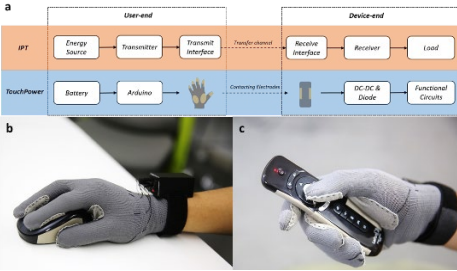 a
User-end
Device-end
IPT
Energy
Source
Transmitter
Transmit
Interface
Transfer channel
Receive
Interface
Receiver
Load
TouchPower
Battery
Arduino
Contacting Electrodes
DC-DC &
Diode
Functional
Circuits
b
c